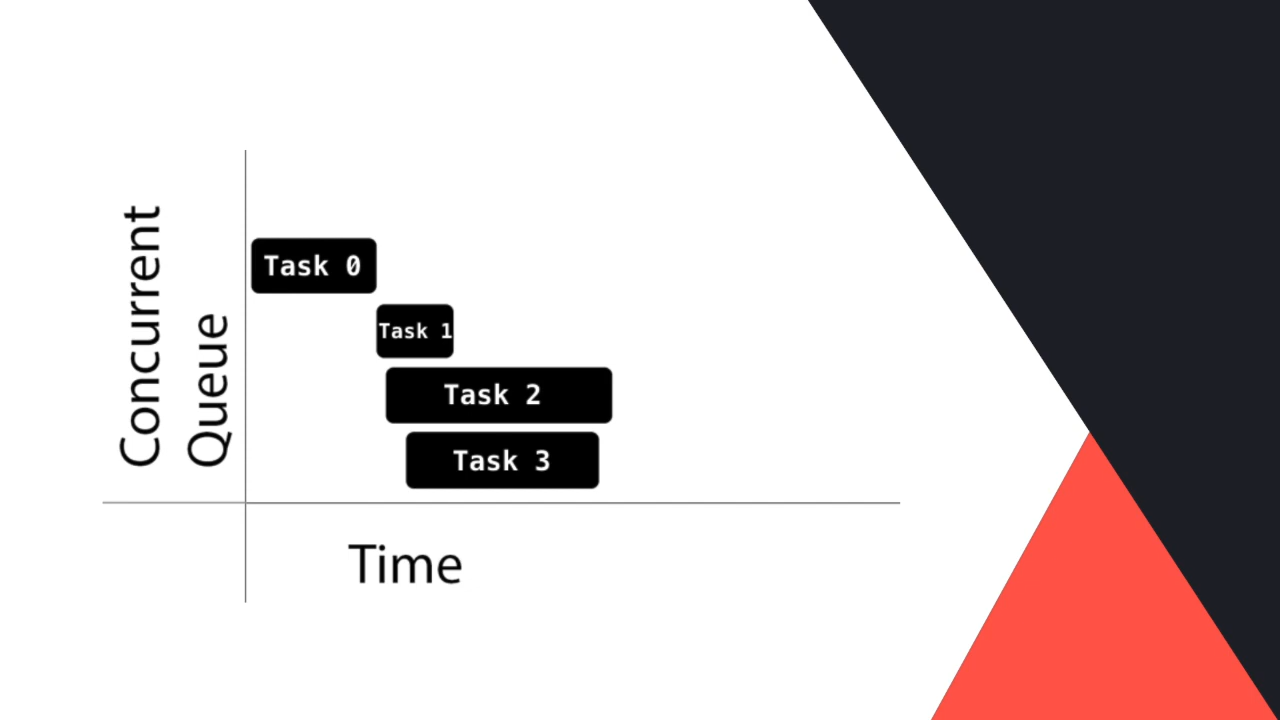 Concurrent
Queue
Task 0
Task 1
Task 2
Task 3
Time